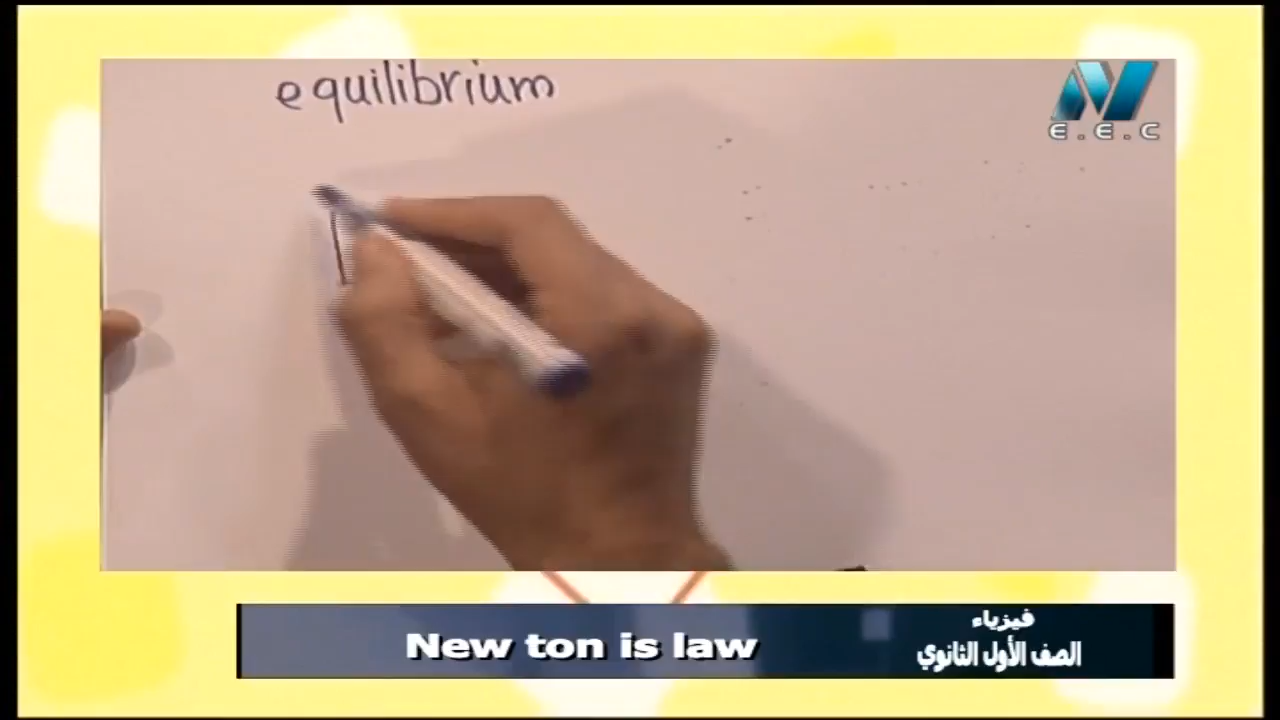 equilibrium
E.E.C
New ton is law
فيزياء
الصف الأول الثانوي